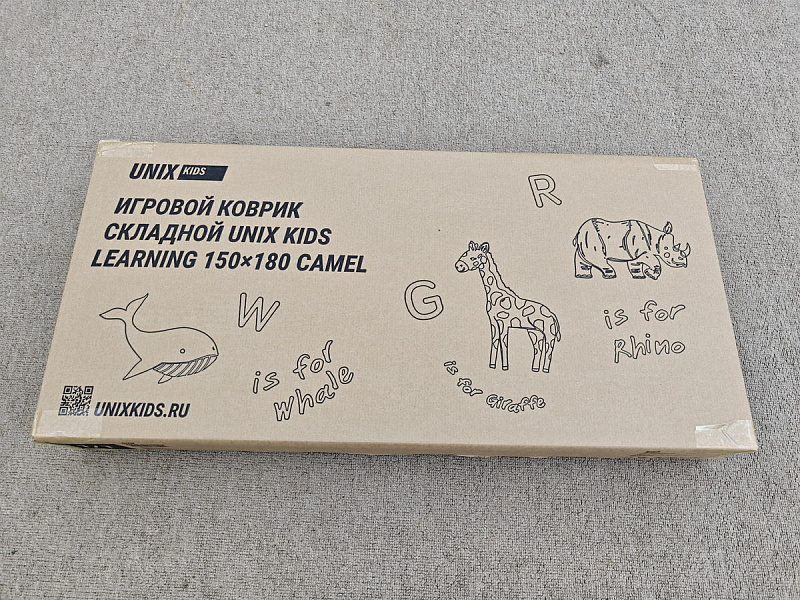 UNIX KIDS
ИГРОВОЙ КОВРИК
СКЛАДНОЙ UNIX KIDS
LEARNING 150×180 CAMEL
R
is for
Rhino
G
is for Giraffe
W
is for
whale
UNIXKIDS.RU